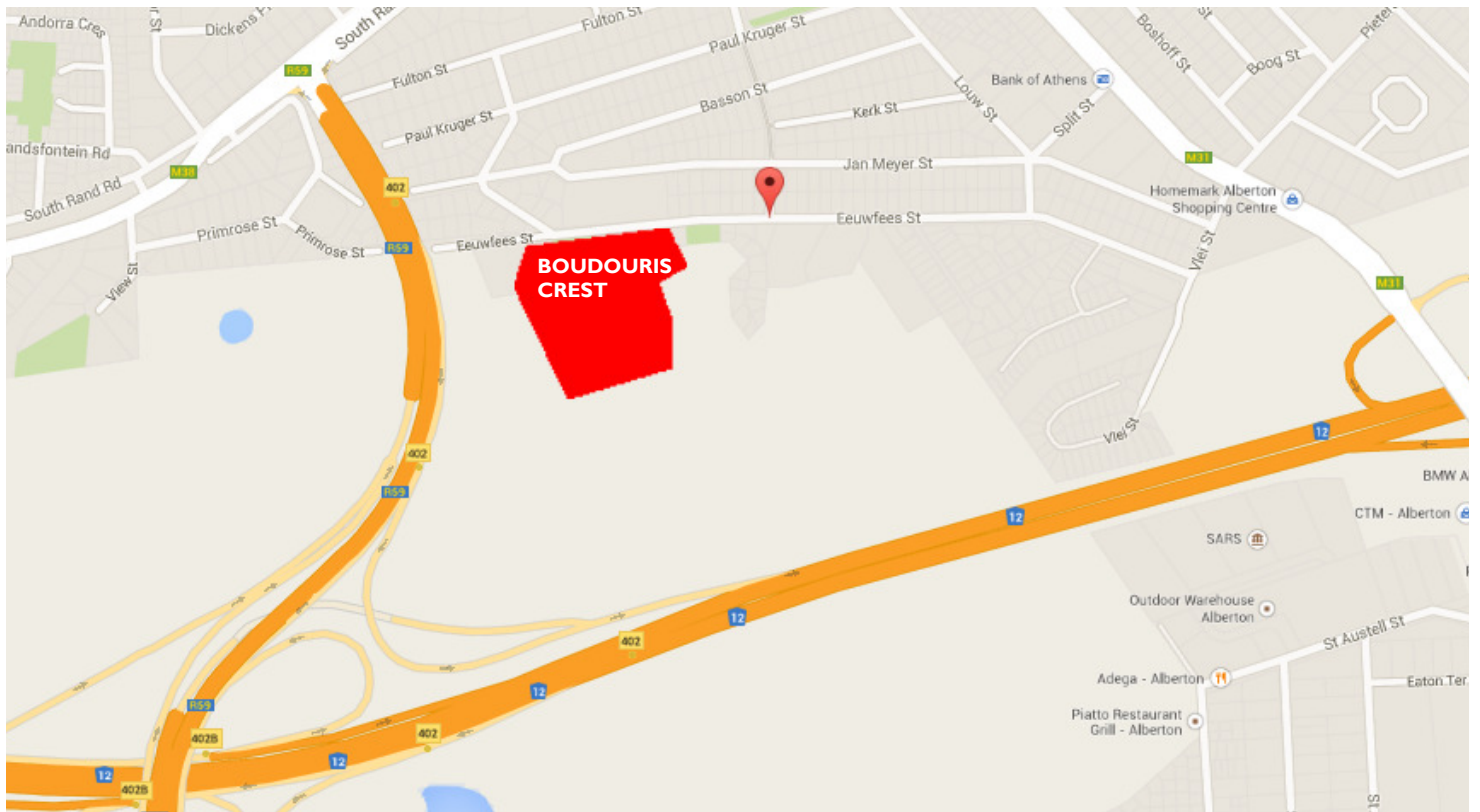 Andorra Cres
Dickens
South Rand
Fulton St
Paul Kruger St
Boshoff St
Boog St
R59
Fulton St
Bank of Athens
Basson St
Louw St
Split St
Kerk St
Paul Kruger St
andsfontein Rd
M31
Jan Meyer St
M38
402
South Rand Rd
Homemark Alberton
Shopping Centre
Primrose St
Eeuwfees St
Primrose St
R59
Eeuwfees St
Vlei St
BOUDOURIS
CREST
View St
M31
Vlei St
12
402
R59
BMW A
12
CTM - Alberton
SARS
Outdoor Warehouse
Alberton
12
St Austell St
402
Adega - Alberton
Eaton Ter
12
R59
Piatto Restaurant
Grill - Alberton
402B
402
12
12
402B
St